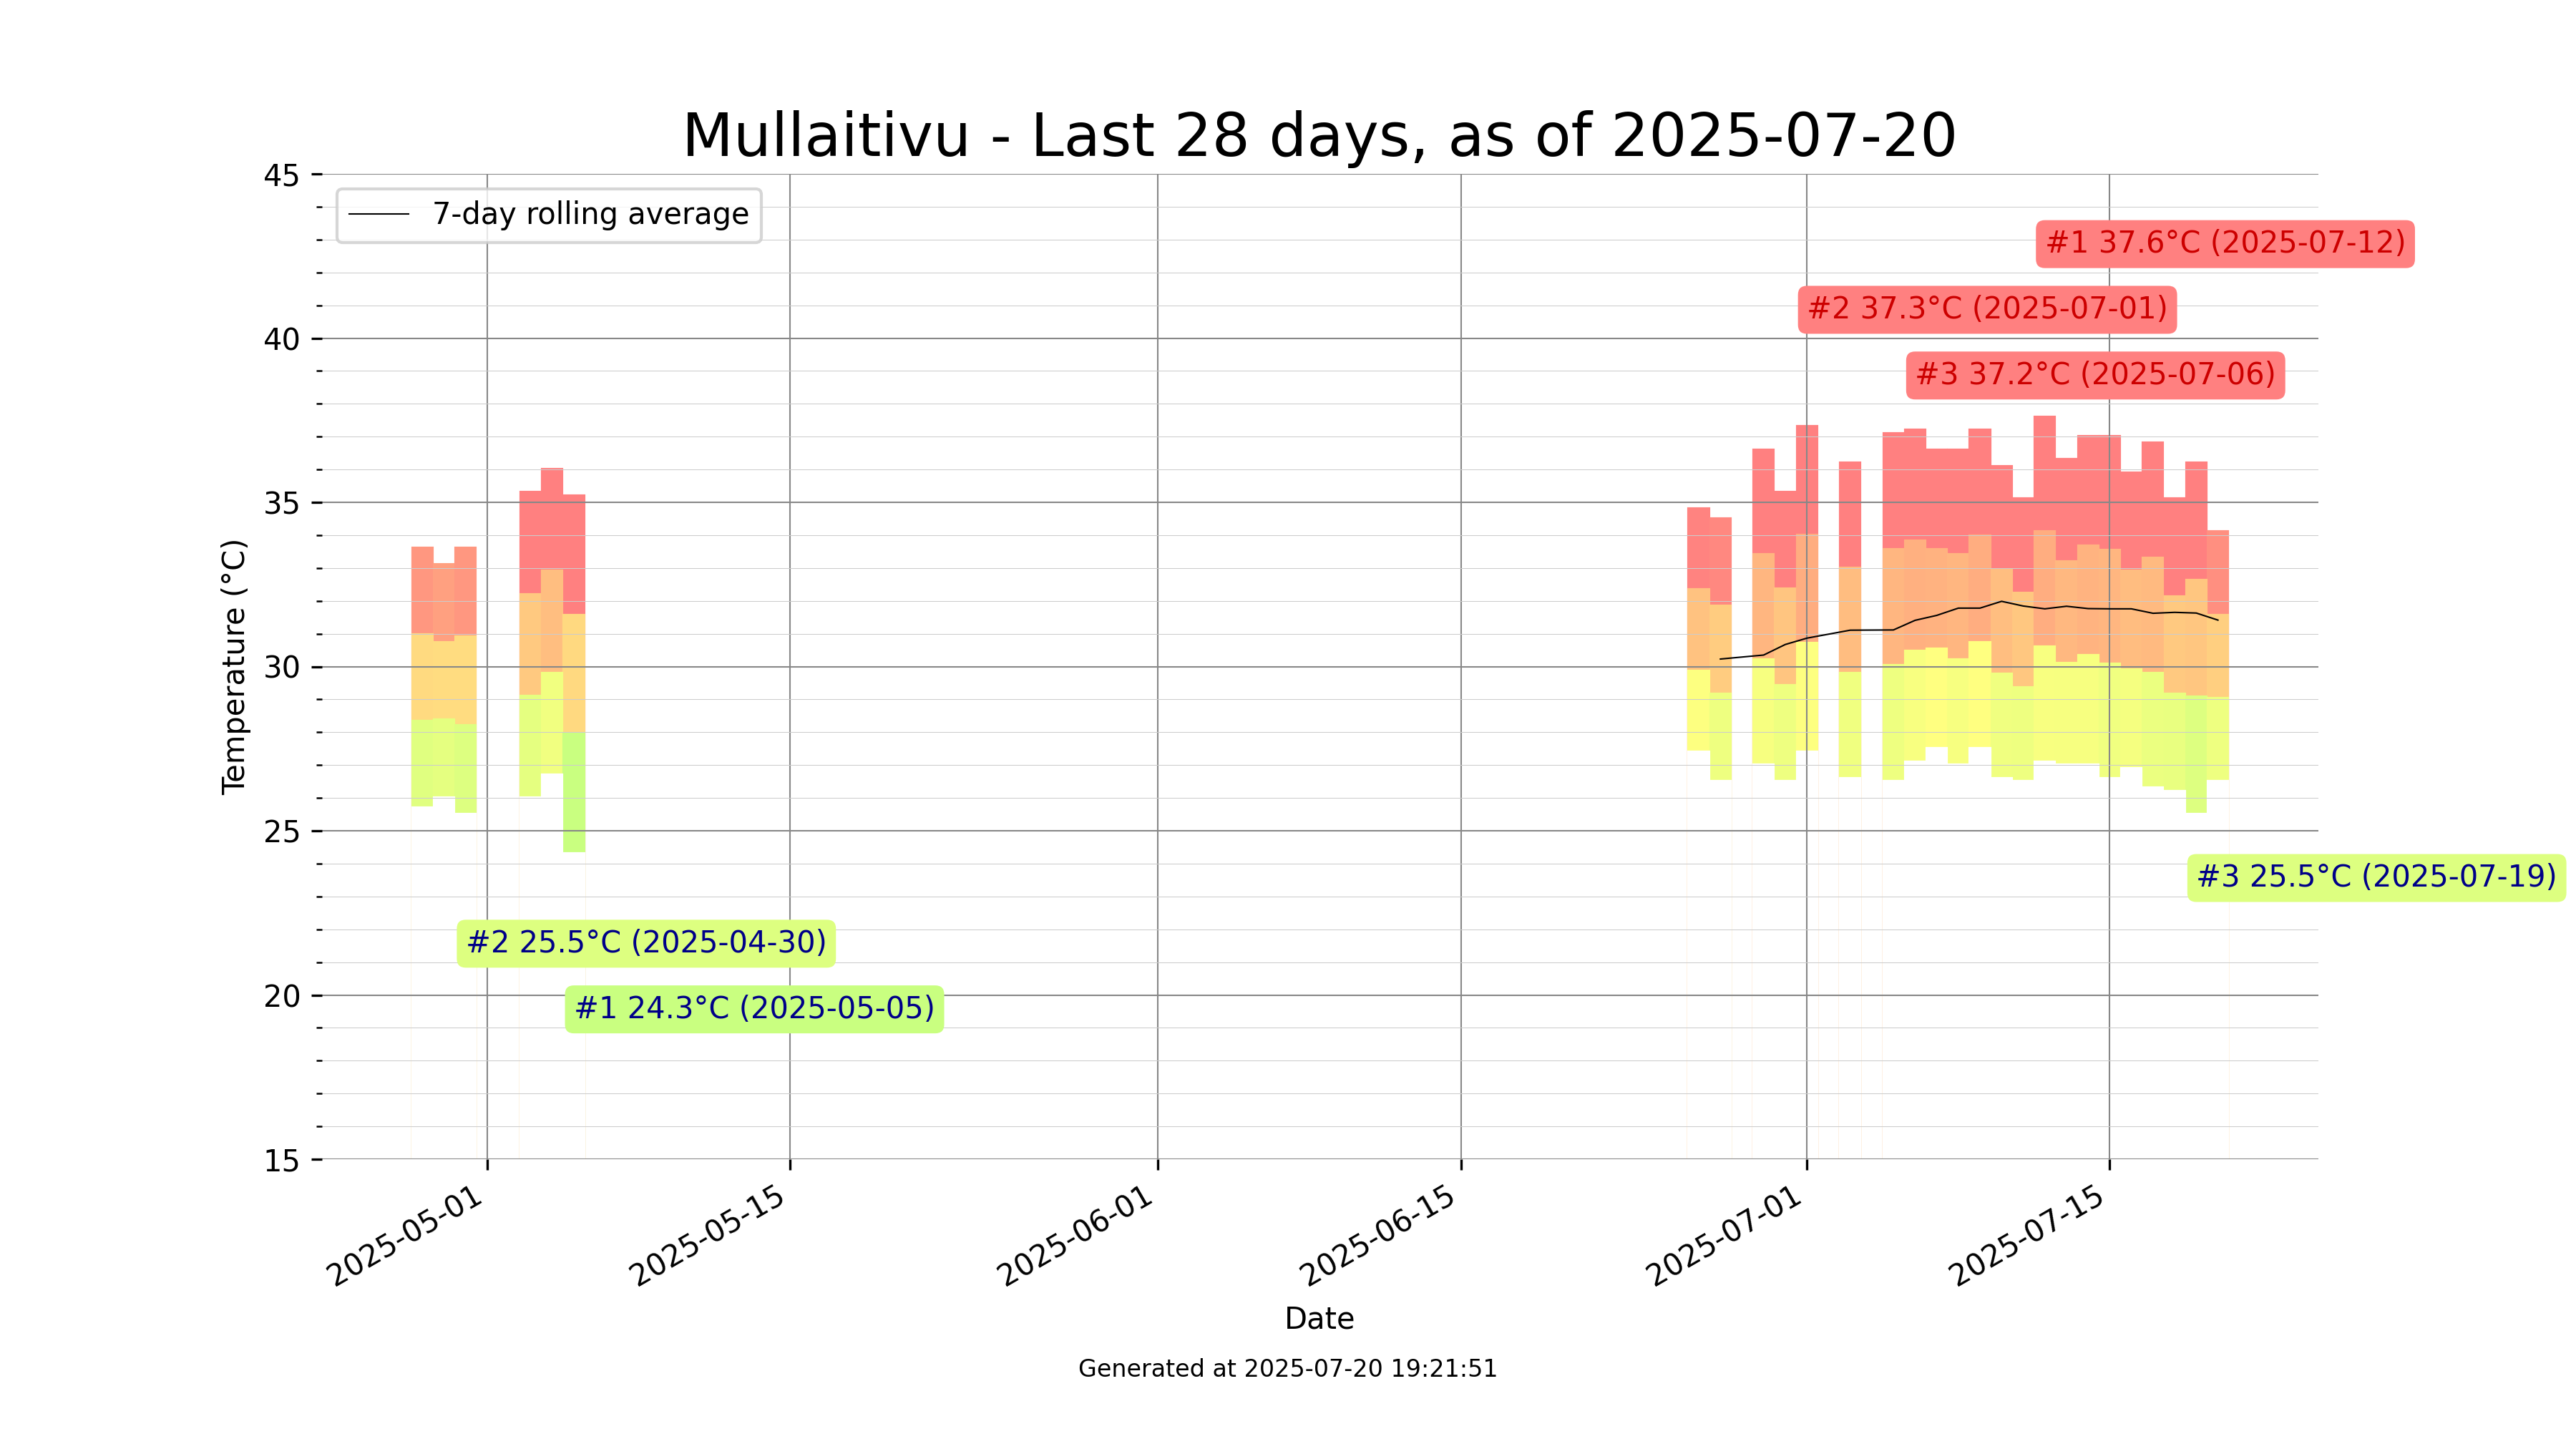 Mullaitivu - Last 28 days, as of 2025-07-20
7-day rolling average
#1 37.6°C (2025-07-12)
#2 37.3°C (2025-07-01)
#3 37.2°C (2025-07-06)
#3 25.5°C (2025-07-19)
#2 25.5°C (2025-04-30)
#1 24.3°C (2025-05-05)
Temperature (°C)
45
40
35
30
25
20
15
2025-05-01
2025-05-15
2025-06-01
2025-06-15
2025-07-01
2025-07-15
Date
Generated at 2025-07-20 19:21:51